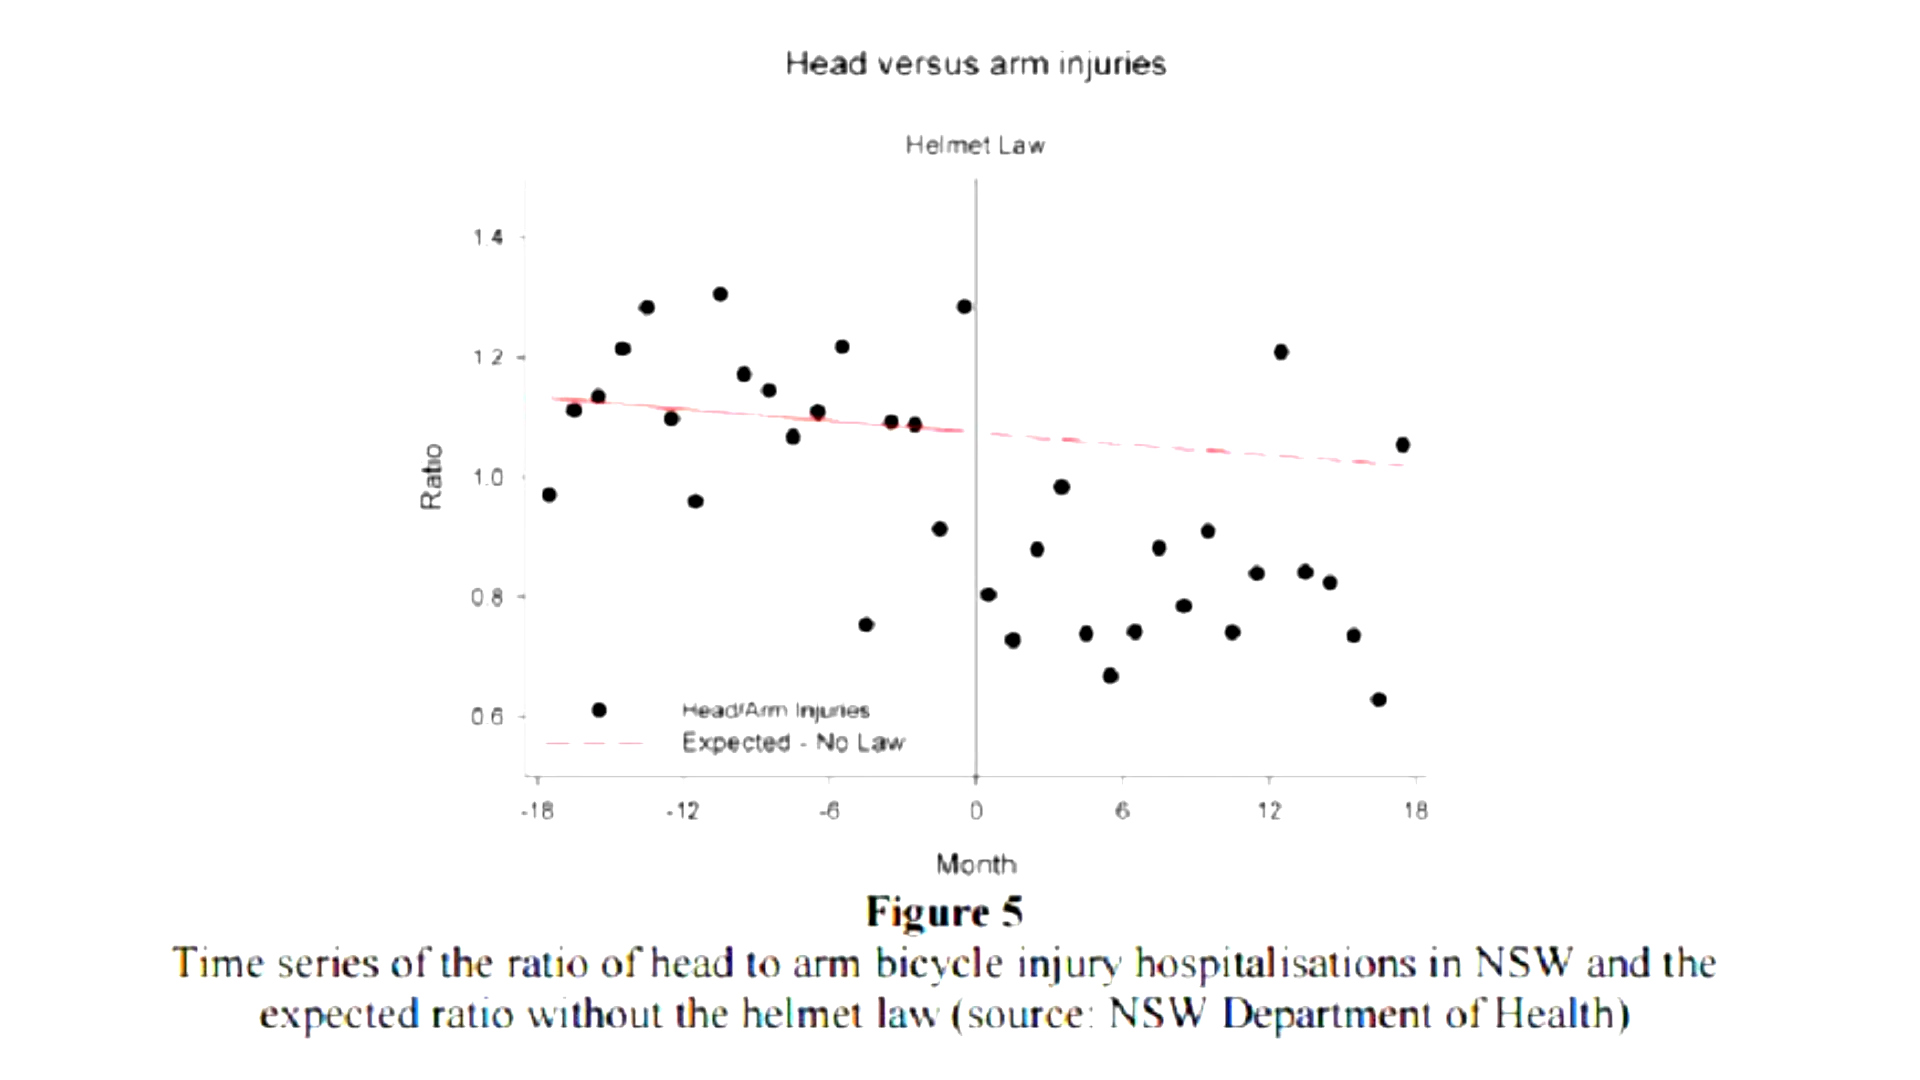 Head versus arm injuries
Helmet Law
1.4
1.2
1.0
0.8
0.6
Ratio
Head/Arm Injuries
Expected - No Law
-18 -12 -6 0 6 12 18
Month
Figure 5
Time series of the ratio of head to arm bicycle injury hospitalisations in NSW and the
expected ratio without the helmet law (source: NSW Department of Health)